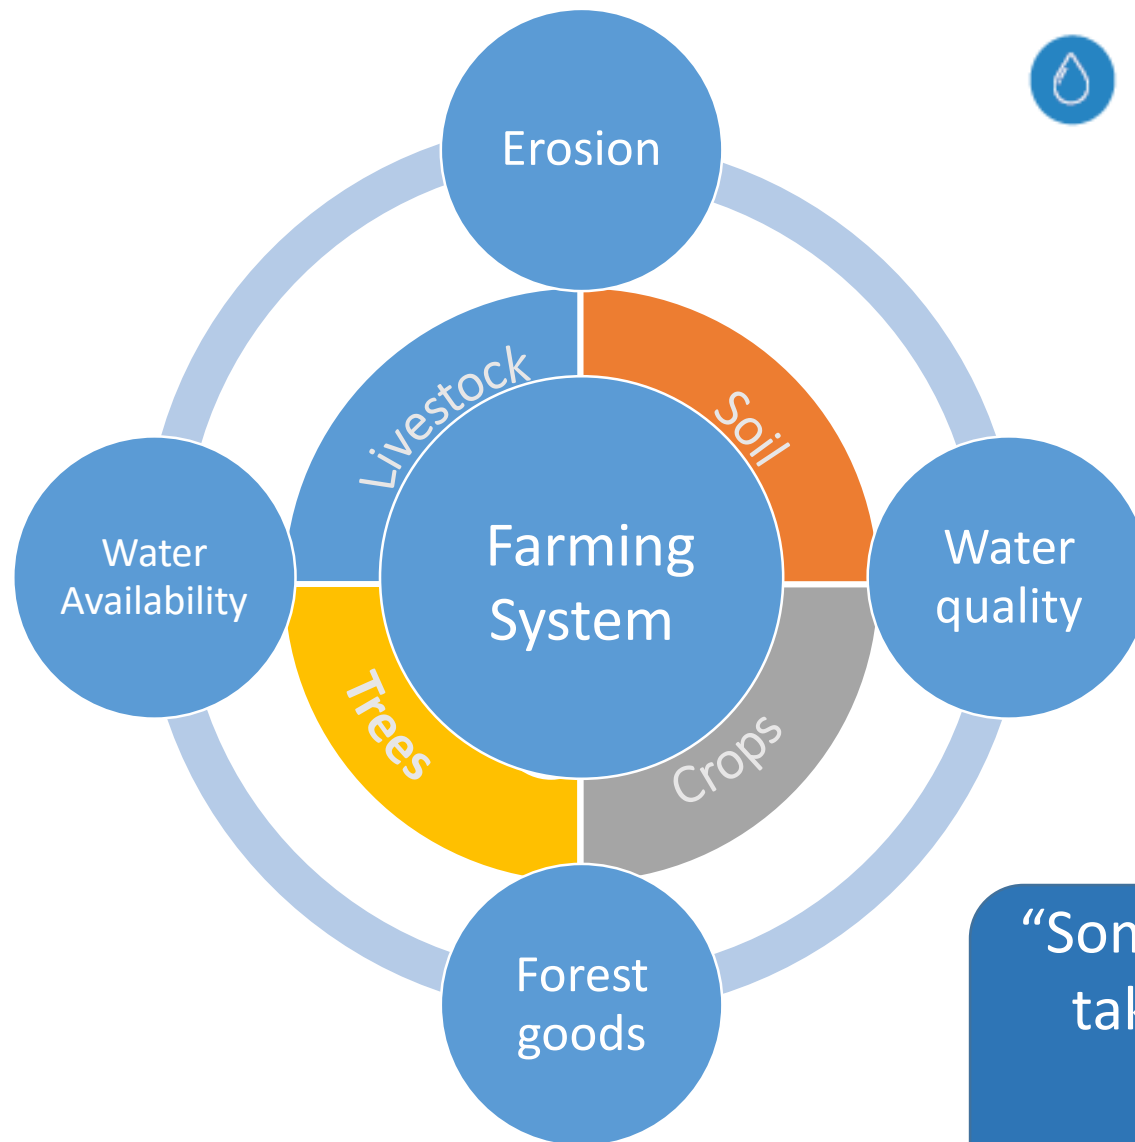 Erosion
Livestock
Soil
Farming
System
Water
Availability
Water
quality
Trees
Crops
Forest
goods